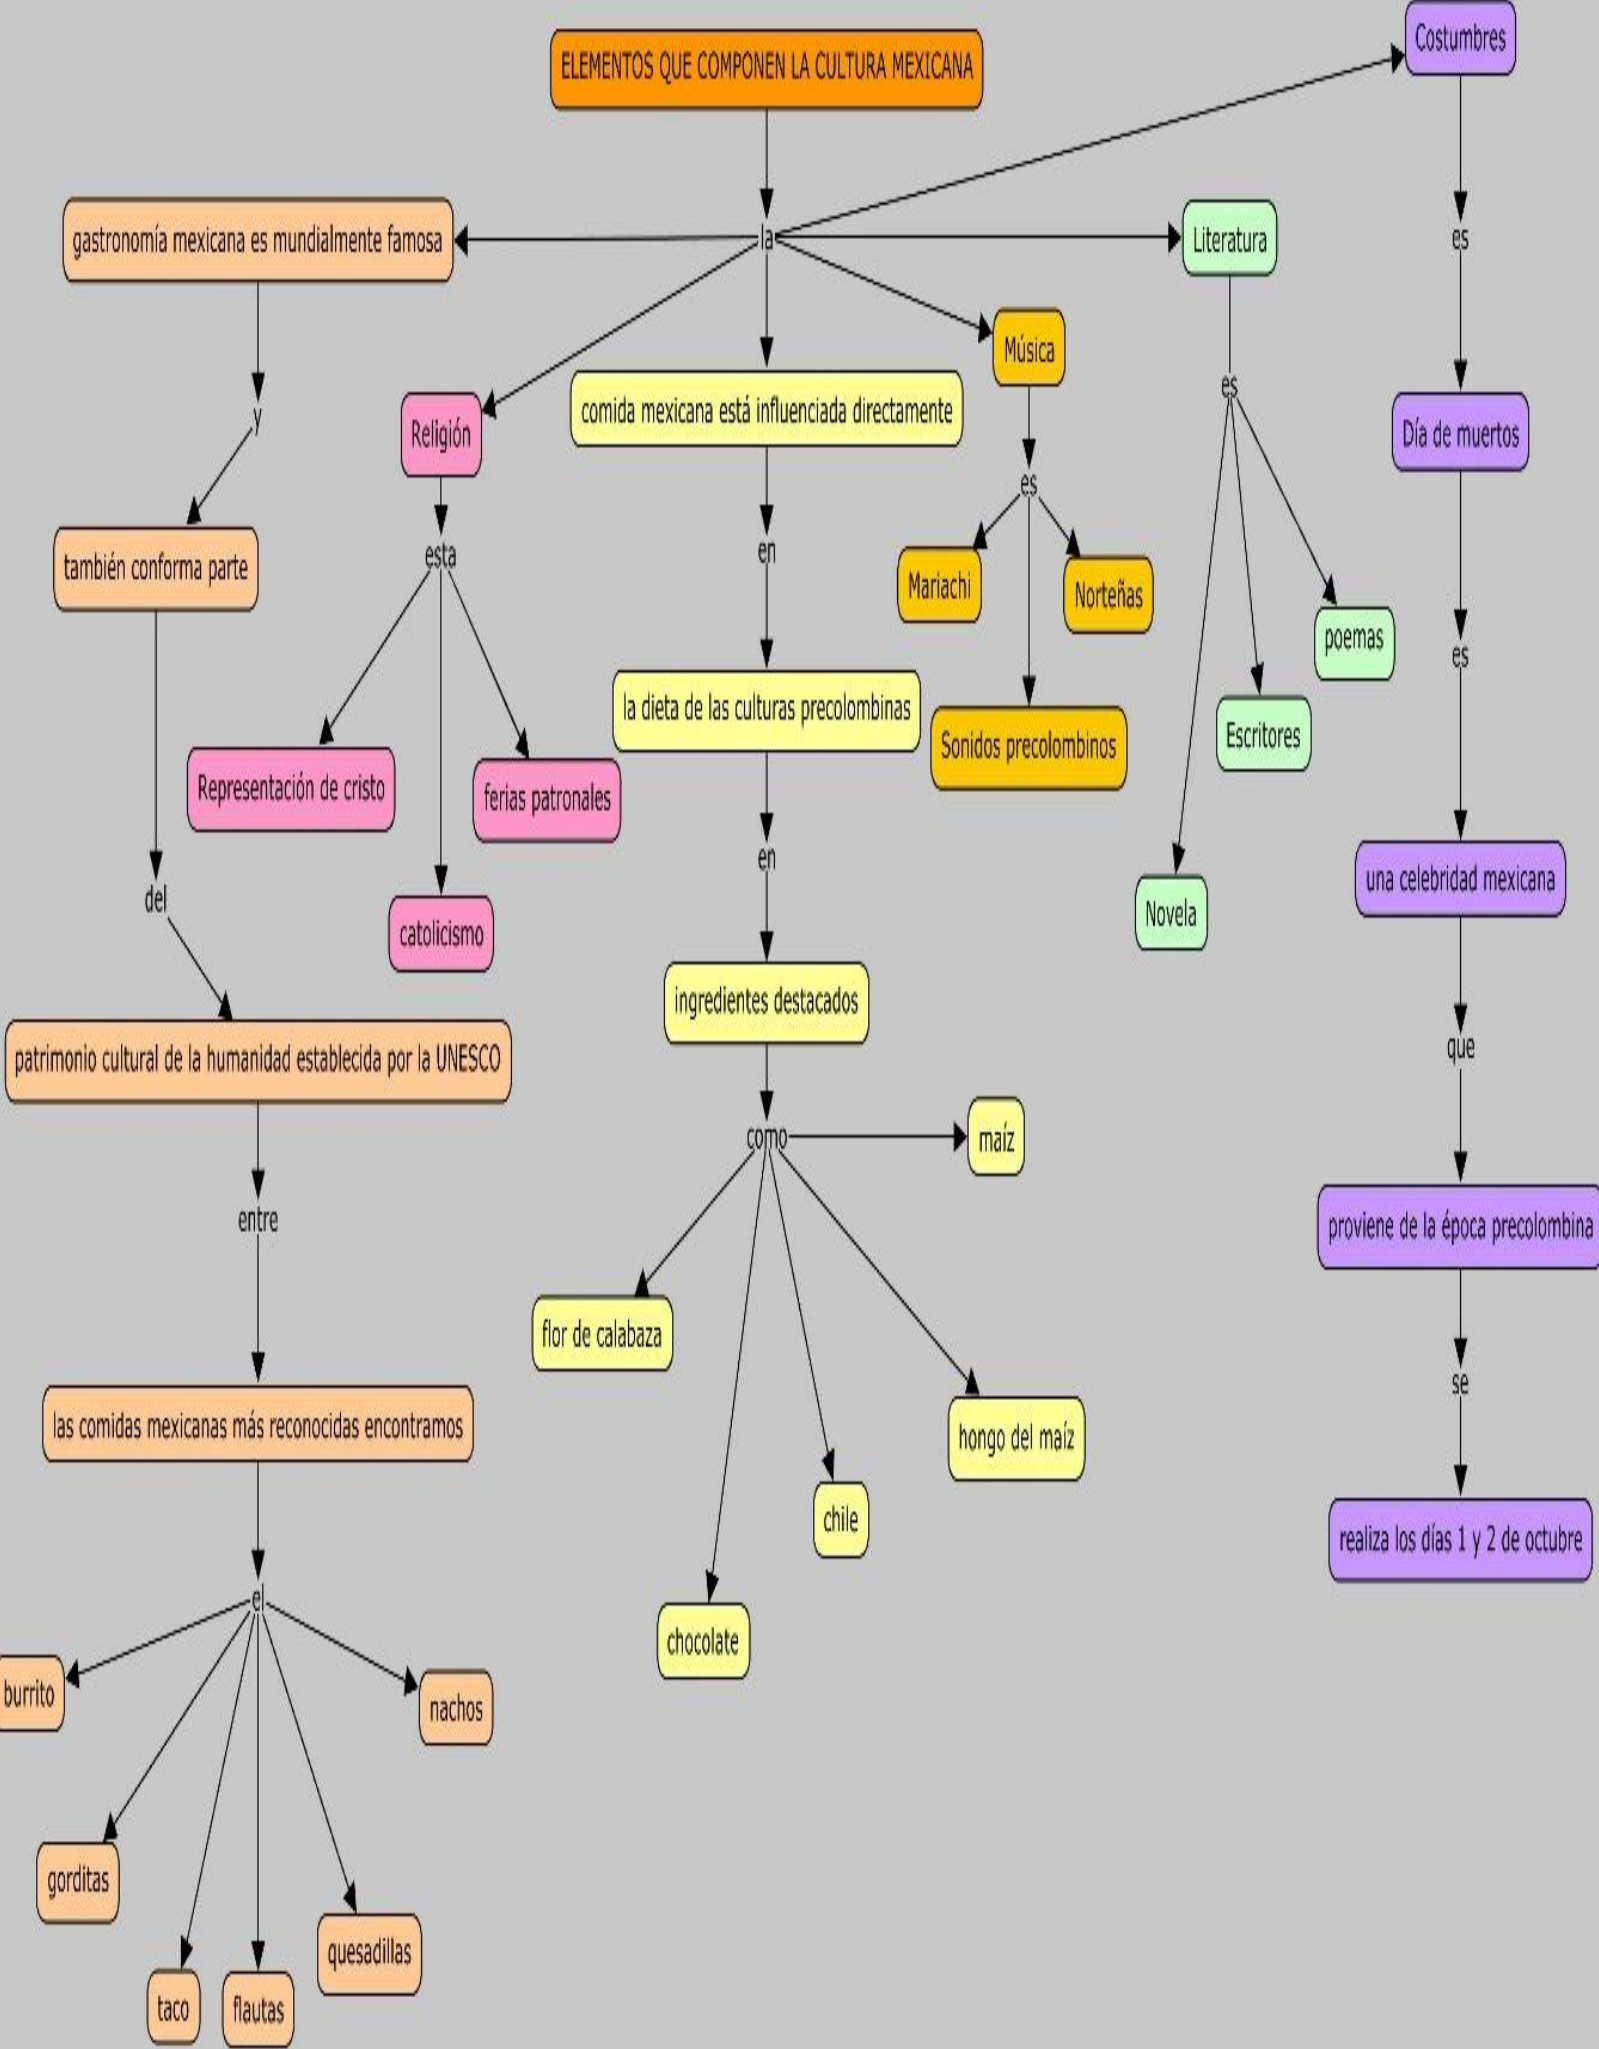 ELEMENTOS QUE COMPONEN LA CULTURA MEXICANA
la
gastronomía mexicana es mundialmente famosa
y
también conforma parte
del
patrimonio cultural de la humanidad establecida por la UNESCO
entre
las comidas mexicanas más reconocidas encontramos
el
burrito
gorditas
taco
flautas
quesadillas
nachos
Religión
esta
Representación de cristo
catolicismo
ferias patronales
comida mexicana está influenciada directamente
en
la dieta de las culturas precolombinas
en
ingredientes destacados
como
flor de calabaza
chocolate
chile
hongo del maíz
maíz
Música
es
Mariachi
Sonidos precolombinos
Norteñas
Literatura
es
Novela
Escritores
poemas
Costumbres
es
Día de muertos
es
una celebridad mexicana
que
proviene de la época precolombina
se
realiza los días 1 y 2 de octubre